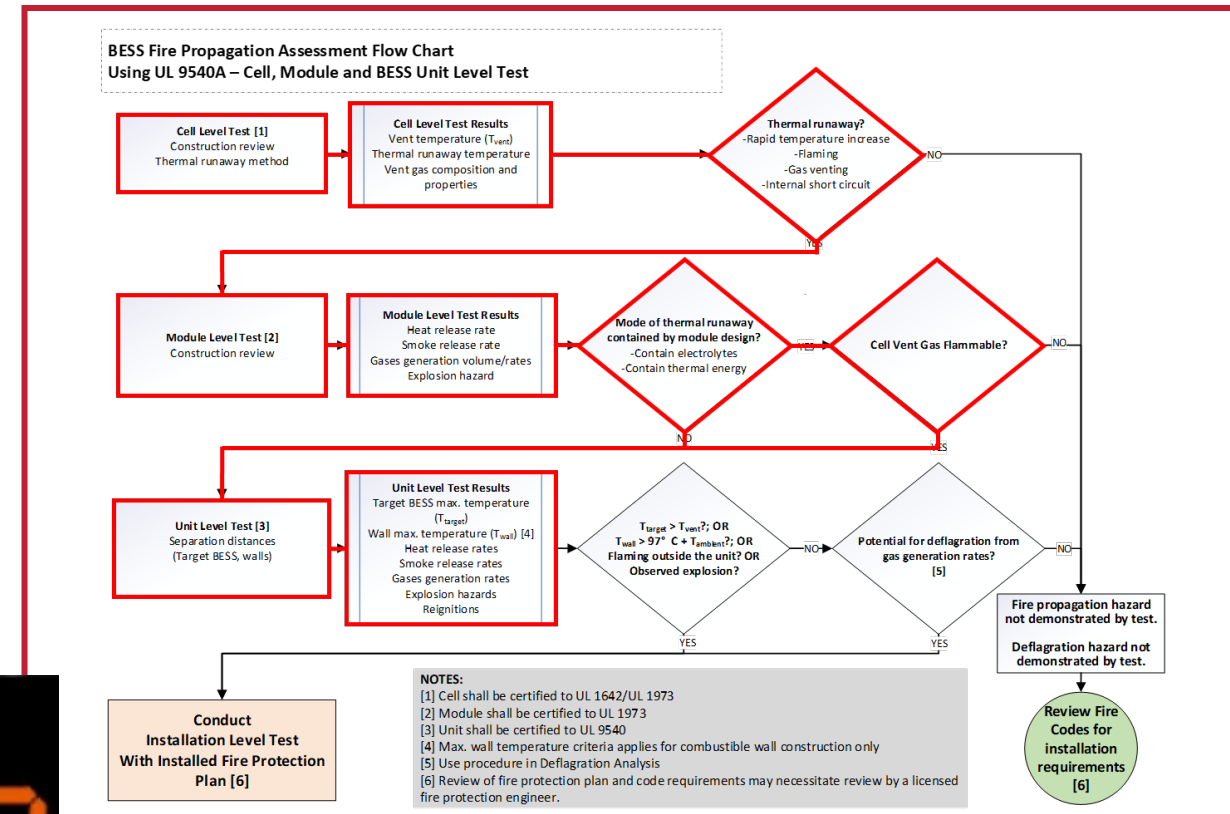 BESS Fire Propagation Assessment Flow Chart
Using UL 9540A – Cell, Module and BESS Unit Level Test
Cell Level Test [1]
Construction review
Thermal runaway method
Cell Level Test Results
Vent temperature (Tvent)
Thermal runaway temperature
Vent gas composition and
properties
Thermal runaway?
-Rapid temperature increase
-Flaming
-Gas venting
-Internal short circuit
NO
YES
Module Level Test [2]
Construction review
Module Level Test Results
Heat release rate
Smoke release rate
Gases generation volume/rates
Explosion hazard
Mode of thermal runaway
contained by module design?
-Contain electrolytes
-Contain thermal energy
YES
Cell Vent Gas Flammable?
NO
NO
YES
Unit Level Test [3]
Separation distances
(Target BESS, walls)
Unit Level Test Results
Target BESS max. temperature
(Ttarget)
Wall max. temperature (Twall) [4]
Heat release rates
Smoke release rates
Gases generation rates
Explosion hazards
Reignitions
Ttarget > Tvent?; OR
Twall > 97° C + Tambient?; OR
Flaming outside the unit? OR
Observed explosion?
NO
Potential for deflagration from
gas generation rates?
[5]
NO
YES
YES
Fire propagation hazard
not demonstrated by test.
Deflagration hazard not
demonstrated by test.
Conduct
Installation Level Test
With Installed Fire Protection
Plan [6]
NOTES:
[1] Cell shall be certified to UL 1642/UL 1973
[2] Module shall be certified to UL 1973
[3] Unit shall be certified to UL 9540
[4] Max. wall temperature criteria applies for combustible wall construction only
[5] Use procedure in Deflagration Analysis
[6] Review of fire protection plan and code requirements may necessitate review by a licensed
fire protection engineer.
Review Fire
Codes for
installation
requirements
[6]